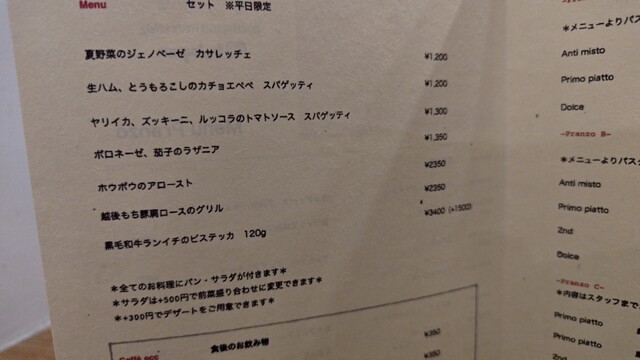 Menu セット ※平日限定
夏野菜のジェノベーゼ カサレッチェ ¥1,200
生ハム、とうもろこしのカチョエペペ スパゲッティ ¥1,200
ヤリイカ、ズッキーニ、ルッコラのトマトソース スパゲッティ ¥1,300
ボロネーゼ、茄子のラザニア ¥1,350
ホウボウのアロースト ¥2350
越後もち豚肩ロースのグリル ¥2350
黒毛和牛ランイチのビステッカ 120g ¥3400 (+1500)
＊全てのお料理にパン・サラダが付きます＊
＊サラダは+500円で前菜盛り合わせに変更できます＊
＊+300円でデザートをご用意できます＊
食後のお飲み物
Caffè ¥350
¥350
＊メニューよりパス
Anti misto
Primo piatto
Dolce
-Pranzo B-
＊メニューよりパスタ
Anti misto
Primo piatto
2nd
Dolce
-Pranzo C-
＊内容はスタッフまで
Primo piatto
Primo piatto
2nd